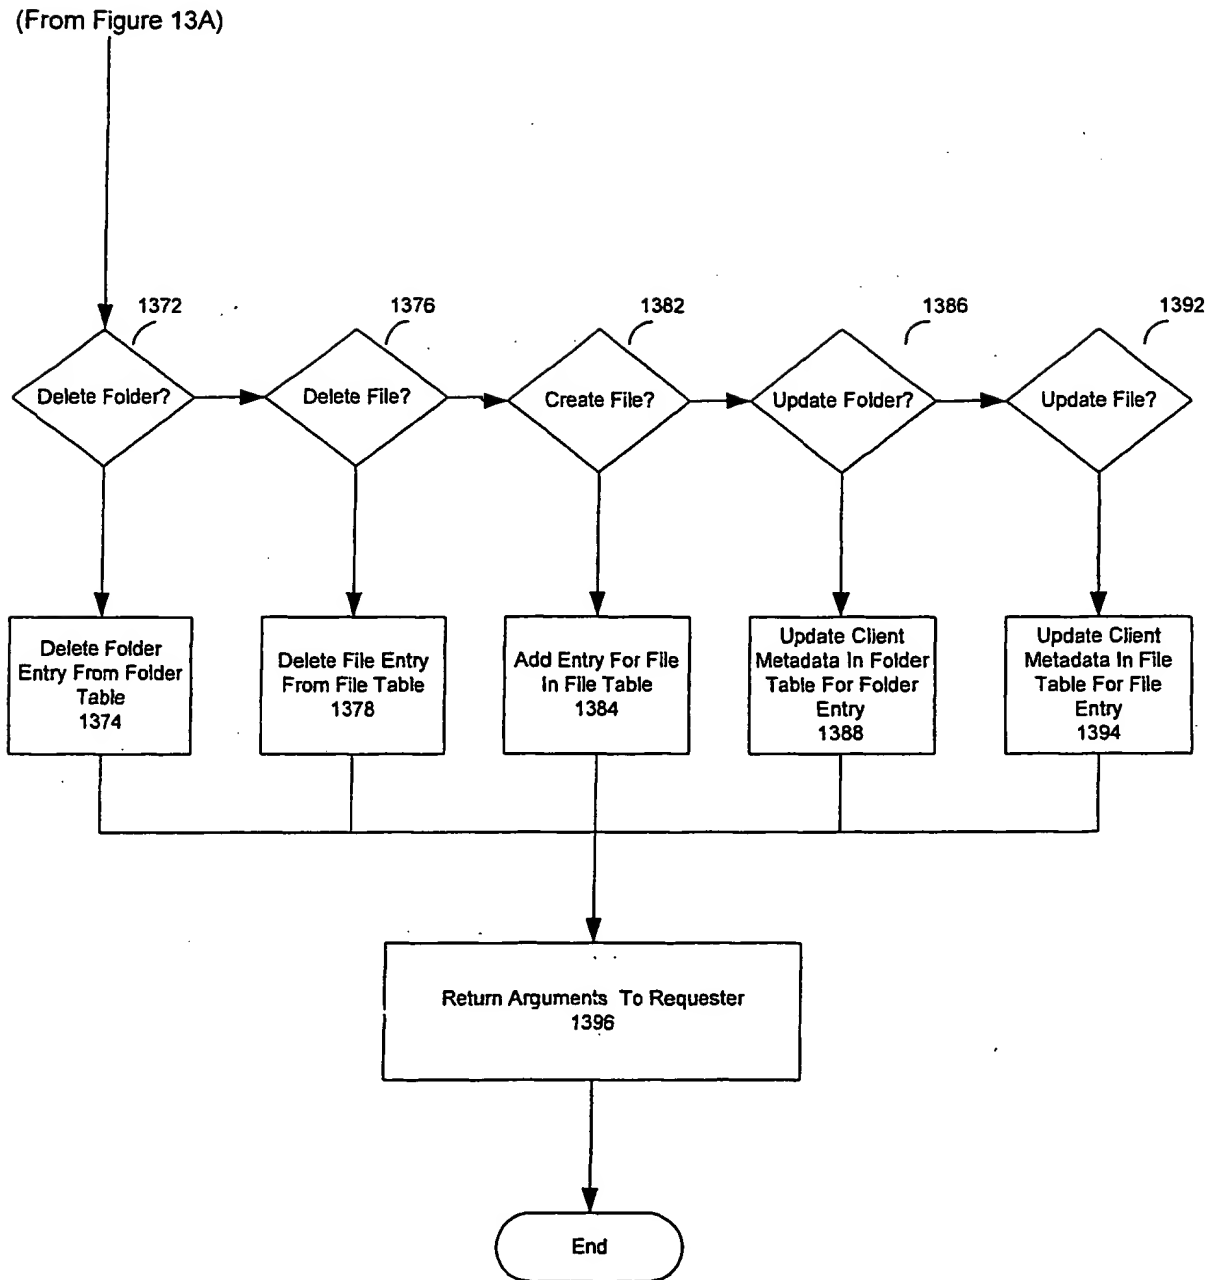 (From Figure 13A)
1372
1376
1382
1386
1392
Delete Folder?
Delete File?
Create File?
Update Folder?
Update File?
Delete Folder
Entry From Folder
Table
1374
Delete File Entry
From File Table
1378
Add Entry For File
In File Table
1384
Update Client
Metadata In Folder
Table For Folder
Entry
1388
Update Client
Metadata In File
Table For File
Entry
1394
Return Arguments To Requester
1396
End